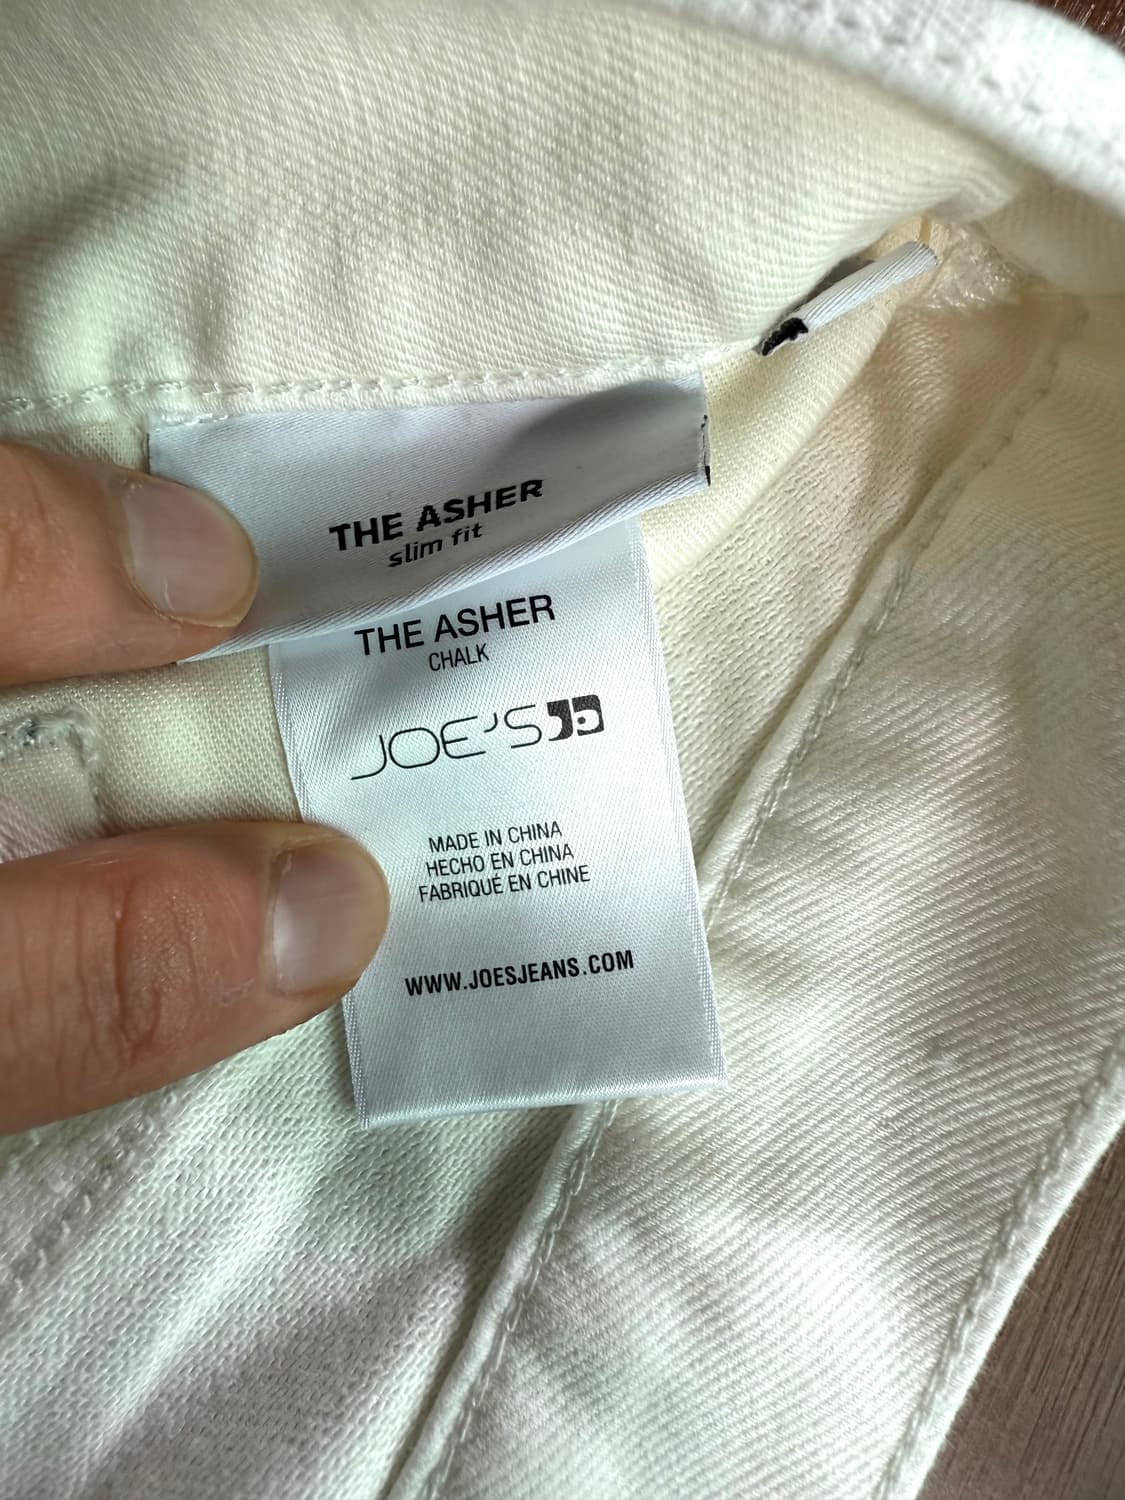 THE ASHER
slim fit
THE ASHER
CHALK
JOE'S
MADE IN CHINA
HECHO EN CHINA
FABRIQUÉ EN CHINE
WWW.JOESJEANS.COM